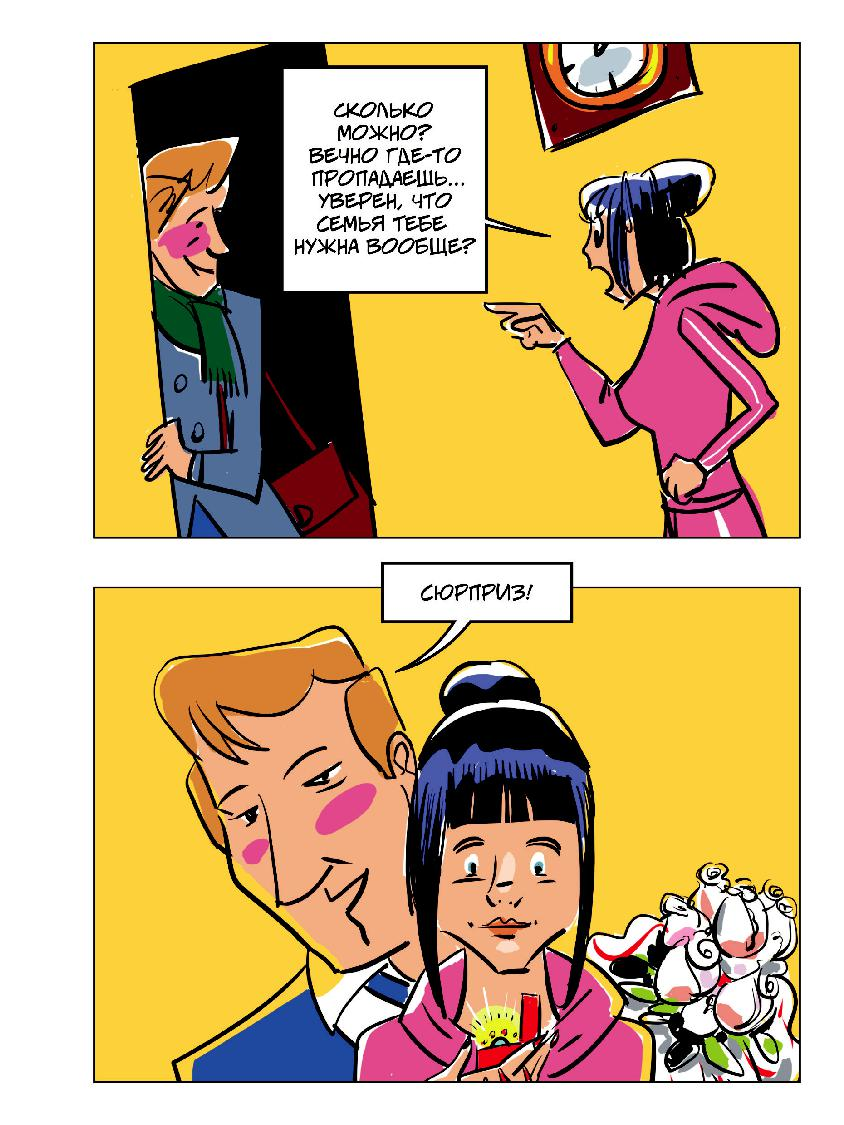 СКОЛЬКО
МОЖНО?
ВЕЧНО ГДЕ-ТО
ПРОПАДАЕШЬ...
УВЕРЕН, ЧТО
СЕМЬЯ ТЕБЕ
НУЖНА ВООБЩЕ?
СЮРПРИЗ!